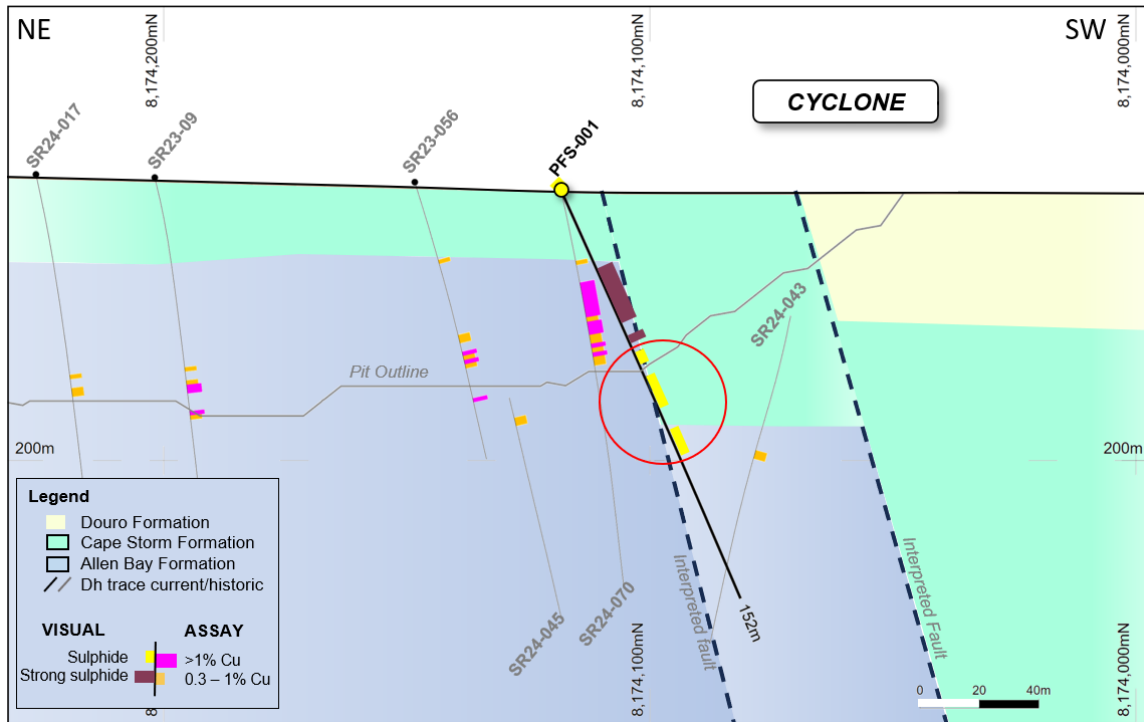 NE
SW
8,174,200mN
8,174,100mN
8,174,000mN
CYCLONE
SR24-017
SR23-09
SR23-056
PFS-001
SR24-043
Pit Outline
200m
200m
Legend
Douro Formation
Cape Storm Formation
Allen Bay Formation
Dh trace current/historic
VISUAL ASSAY
Sulphide >1% Cu
Strong sulphide 0.3 – 1% Cu
SR24-045
SR24-070
Interpreted fault
152m
Interpreted Fault
8,174,100mN
8,174,000mN
0 20 40m